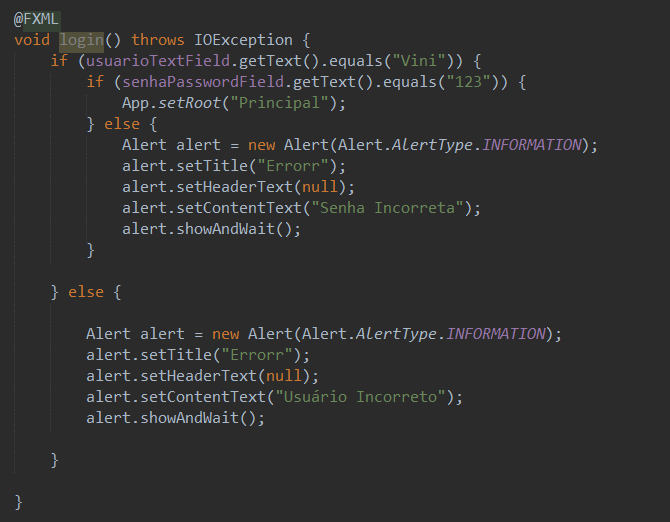 @FXML
void login() throws IOException {
if (usuarioTextField.getText().equals("Vini")) {
if (senhaPasswordField.getText().equals("123")) {
App.setRoot("Principal");
} else {
Alert alert = new Alert(Alert.AlertType.INFORMATION);
alert.setTitle("Errorr");
alert.setHeaderText(null);
alert.setContentText("Senha Incorreta");
alert.showAndWait();
}
} else {
Alert alert = new Alert(Alert.AlertType.INFORMATION);
alert.setTitle("Errorr");
alert.setHeaderText(null);
alert.setContentText("Usuário Incorreto");
alert.showAndWait();
}
}